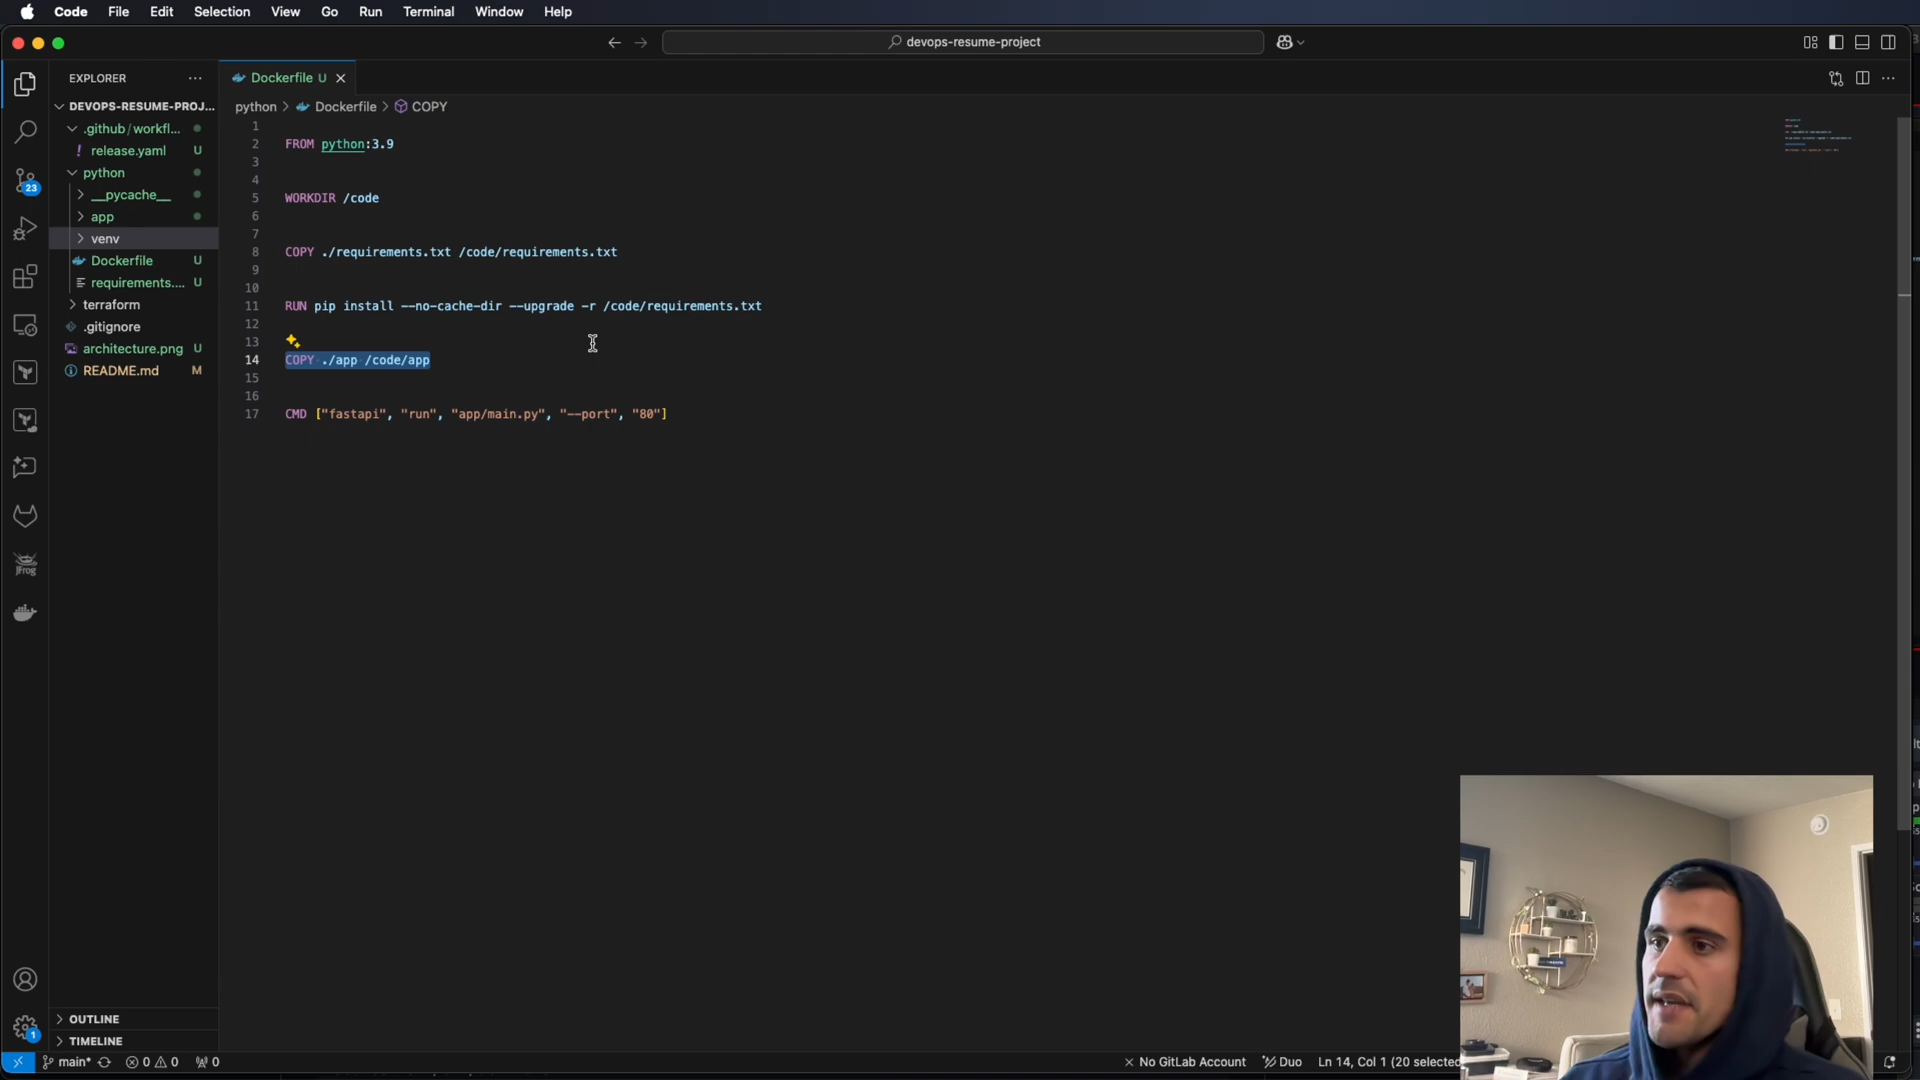 Code File Edit Selection View Go Run Terminal Window Help
devops-resume-project
EXPLORER
Dockerfile U
DEVOPS-RESUME-PROJ...
python > Dockerfile > COPY
.github/workfl...
release.yaml U
python
__pycache__
app
venv
Dockerfile U
requirements.... U
terraform
.gitignore
architecture.png U
README.md M
23
JFrog
1
1
2 FROM python:3.9
3
4
5 WORKDIR /code
6
7
8 COPY ./requirements.txt /code/requirements.txt
9
10
11 RUN pip install --no-cache-dir --upgrade -r /code/requirements.txt
12
13
14 COPY ./app /code/app
15
16
17 CMD ["fastapi", "run", "app/main.py", "--port", "80"]
OUTLINE
TIMELINE
main* 0 0 0
No GitLab Account Duo Ln 14, Col 1 (20 selected